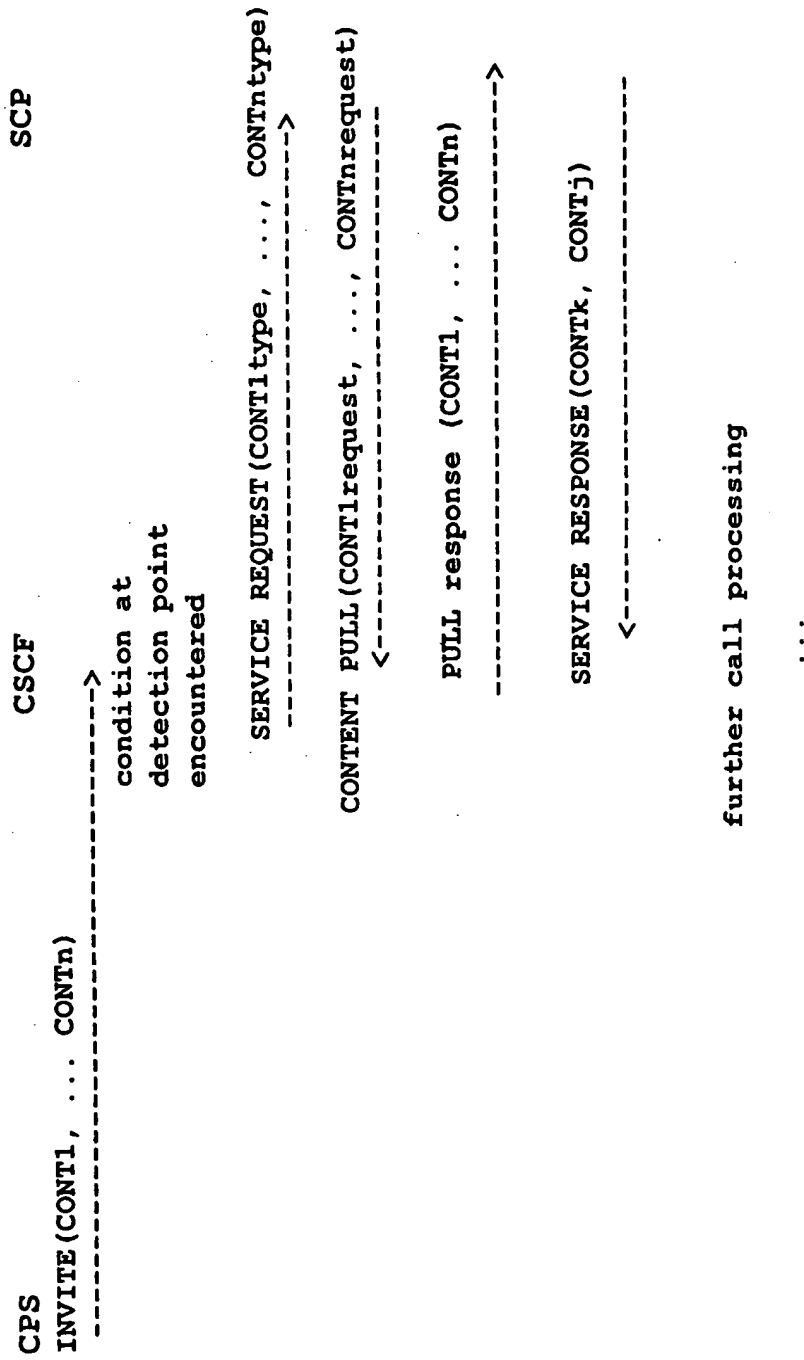 CPS CSCF SCP
INVITE(CONT1, ... CONTn)
------------------------>
condition at
detection point
encountered
SERVICE REQUEST(CONT1type, ..., CONTntype)
------------------------>
CONTENT PULL(CONT1request, ..., CONTnrequest)
<------------------------
PULL response (CONT1, ... CONTn)
------------------------>
SERVICE RESPONSE(CONTk, CONTj)
<------------------------
further call processing
...